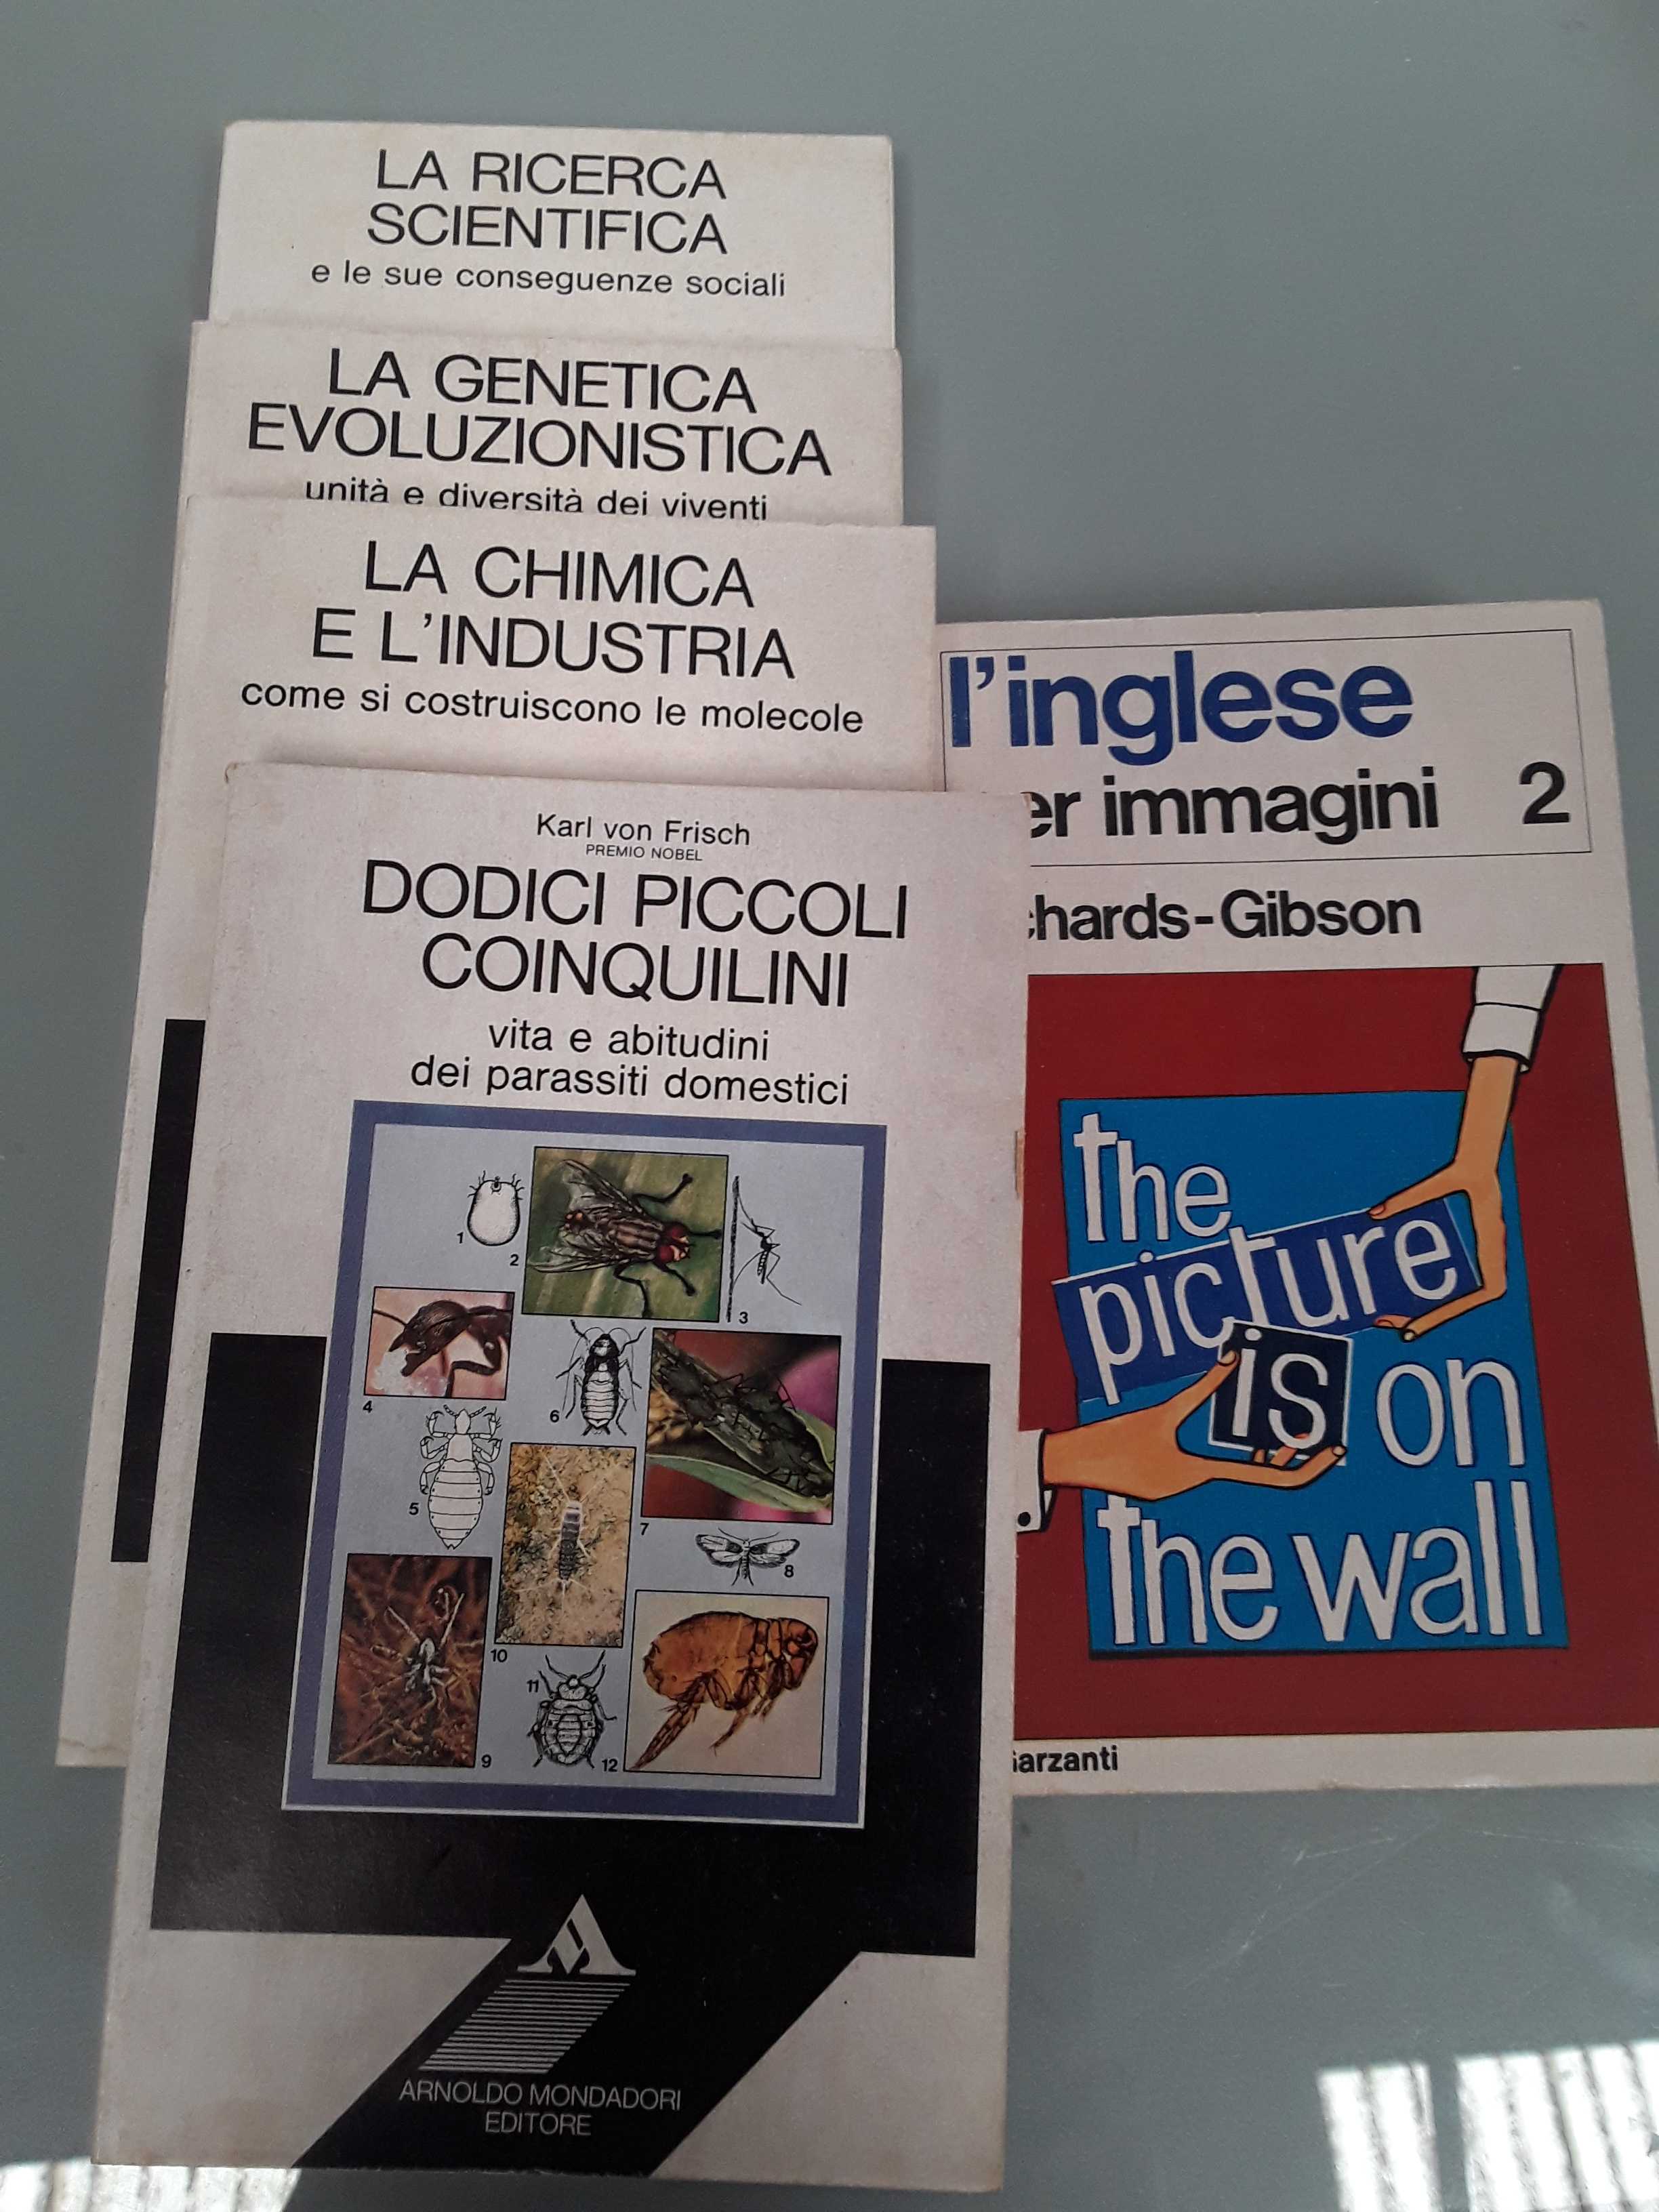 LA RICERCA
SCIENTIFICA
e le sue conseguenze sociali
LA GENETICA
EVOLUZIONISTICA
unità e diversità dei viventi
LA CHIMICA
E L'INDUSTRIA
come si costruiscono le molecole
Karl von Frisch
PREMIO NOBEL
DODICI PICCOLI
COINQUILINI
vita e abitudini
dei parassiti domestici
1
2
3
4
5
6
7
8
9
10
11
12
ARNOLDO MONDADORI
EDITORE
l'inglese
er immagini 2
hards-Gibson
the
picture
is on
the wall
arzanti